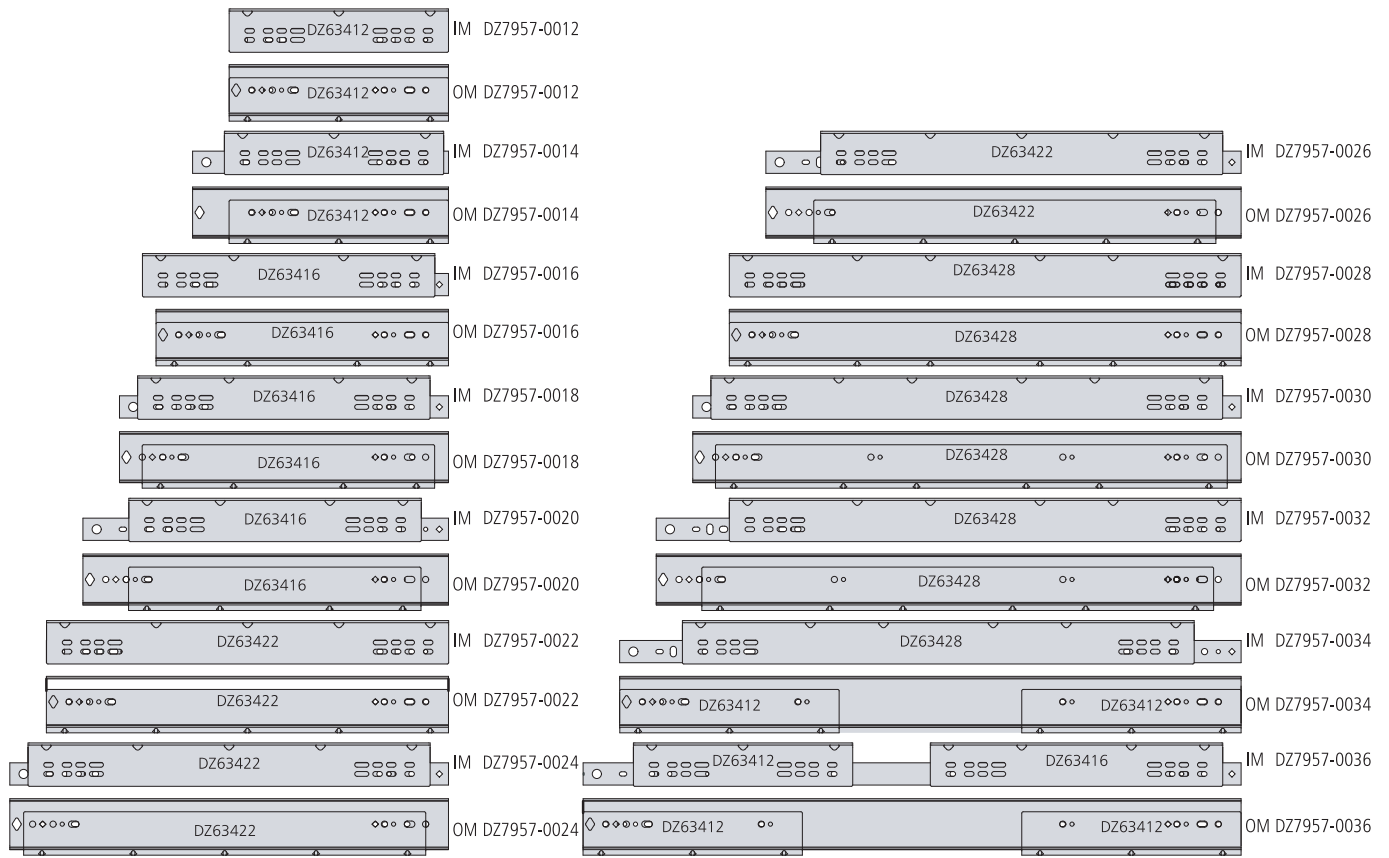 DZ63412 IM DZ7957-0012
DZ63412 OM DZ7957-0012
DZ63412 IM DZ7957-0014
DZ63412 OM DZ7957-0014
DZ63416 IM DZ7957-0016
DZ63416 OM DZ7957-0016
DZ63416 IM DZ7957-0018
DZ63416 OM DZ7957-0018
DZ63416 IM DZ7957-0020
DZ63416 OM DZ7957-0020
DZ63422 IM DZ7957-0022
DZ63422 OM DZ7957-0022
DZ63422 IM DZ7957-0024
DZ63422 OM DZ7957-0024
DZ63422 IM DZ7957-0026
DZ63422 OM DZ7957-0026
DZ63428 IM DZ7957-0028
DZ63428 OM DZ7957-0028
DZ63428 IM DZ7957-0030
DZ63428 OM DZ7957-0030
DZ63428 IM DZ7957-0032
DZ63428 OM DZ7957-0032
DZ63428 IM DZ7957-0034
DZ63412 DZ63412 OM DZ7957-0034
DZ63412 DZ63416 IM DZ7957-0036
DZ63412 DZ63412 OM DZ7957-0036